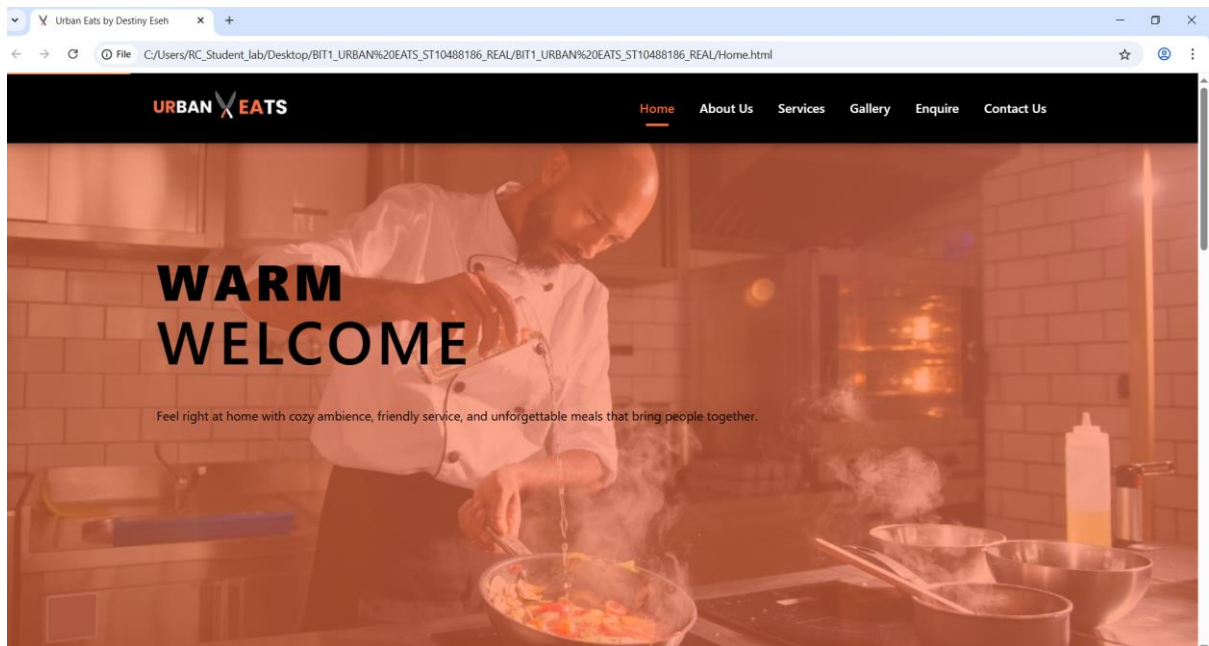 Urban Eats by Destiny Eseh
File C:/Users/RC_Student_lab/Desktop/BIT1_URBAN%20EATS_ST10488186_REAL/BIT1_URBAN%20EATS_ST10488186_REAL/Home.html
URBAN EATS Home About Us Services Gallery Enquire Contact Us
WARM
WELCOME
Feel right at home with cozy ambience, friendly service, and unforgettable meals that bring people together.